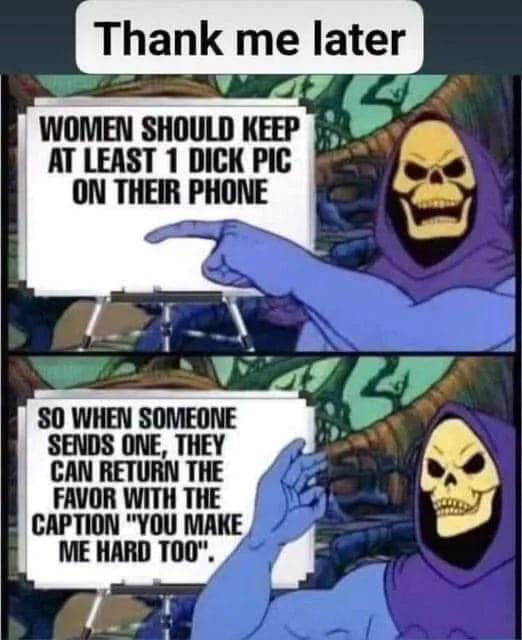 Thank me later
WOMEN SHOULD KEEP
AT LEAST 1 DICK PIC
ON THEIR PHONE
SO WHEN SOMEONE
SENDS ONE, THEY
CAN RETURN THE
FAVOR WITH THE
CAPTION "YOU MAKE
ME HARD TOO".